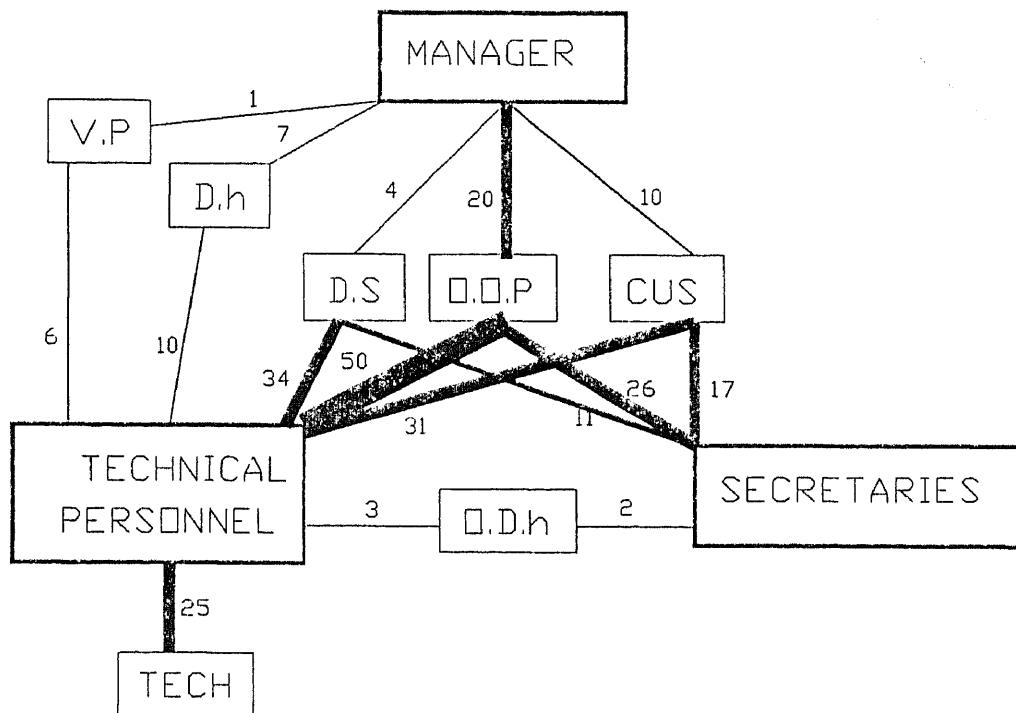 MANAGER
1
V.P
7
D.h
4
20
10
D.S
O.O.P
CUS
6
10
34
50
26
17
31
11
TECHNICAL
PERSONNEL
SECRETARIES
3
O.D.h
2
25
TECH